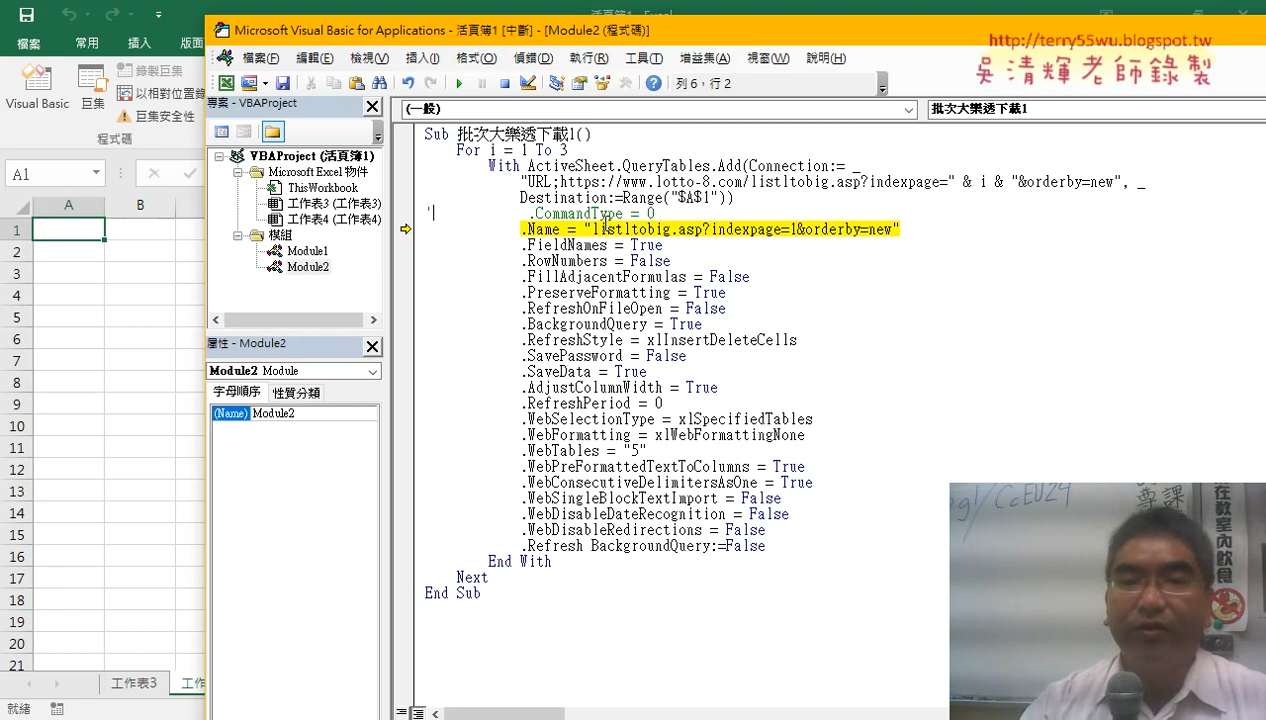 活頁簿1 - Excel
Microsoft Visual Basic for Applications - 活頁簿1 [中斷] - [Module2 (程式碼)]
http://terry55wu.blogspot.tw
吳清輝老師錄製
檔案 常用 插入 版面
檔案(F) 編輯(E) 檢視(V) 插入(I) 格式(O) 偵錯(D) 執行(R) 工具(T) 增益集(A) 視窗(W) 說明(H)
列 6，行 2
Visual Basic
巨集
錄製巨集
以相對位置錄
巨集安全性
程式碼
A1
A B
1
2
3
4
5
6
7
8
9
10
11
12
13
14
15
16
17
18
19
20
21
工作表3 工作
就緒
專案 - VBAProject
VBAProject (活頁簿1)
Microsoft Excel 物件
ThisWorkbook
工作表3 (工作表3)
工作表4 (工作表4)
模組
Module1
Module2
屬性 - Module2
Module2 Module
字母順序 性質分類
(Name) Module2
(一般) 批次大樂透下載1
Sub 批次大樂透下載1()
For i = 1 To 3
With ActiveSheet.QueryTables.Add(Connection:= _
"URL;https://www.lotto-8.com/listltobig.asp?indexpage=" & i & "&orderby=new", _
Destination:=Range("$A$1"))
' .CommandType = 0
.Name = "listltobig.asp?indexpage=1&orderby=new"
.FieldNames = True
.RowNumbers = False
.FillAdjacentFormulas = False
.PreserveFormatting = True
.RefreshOnFileOpen = False
.BackgroundQuery = True
.RefreshStyle = xlInsertDeleteCells
.SavePassword = False
.SaveData = True
.AdjustColumnWidth = True
.RefreshPeriod = 0
.WebSelectionType = xlSpecifiedTables
.WebFormatting = xlWebFormattingNone
.WebTables = "5"
.WebPreFormattedTextToColumns = True
.WebConsecutiveDelimitersAsOne = True
.WebSingleBlockTextImport = False
.WebDisableDateRecognition = False
.WebDisableRedirections = False
.Refresh BackgroundQuery:=False
End With
Next
End Sub
在教室內飲食